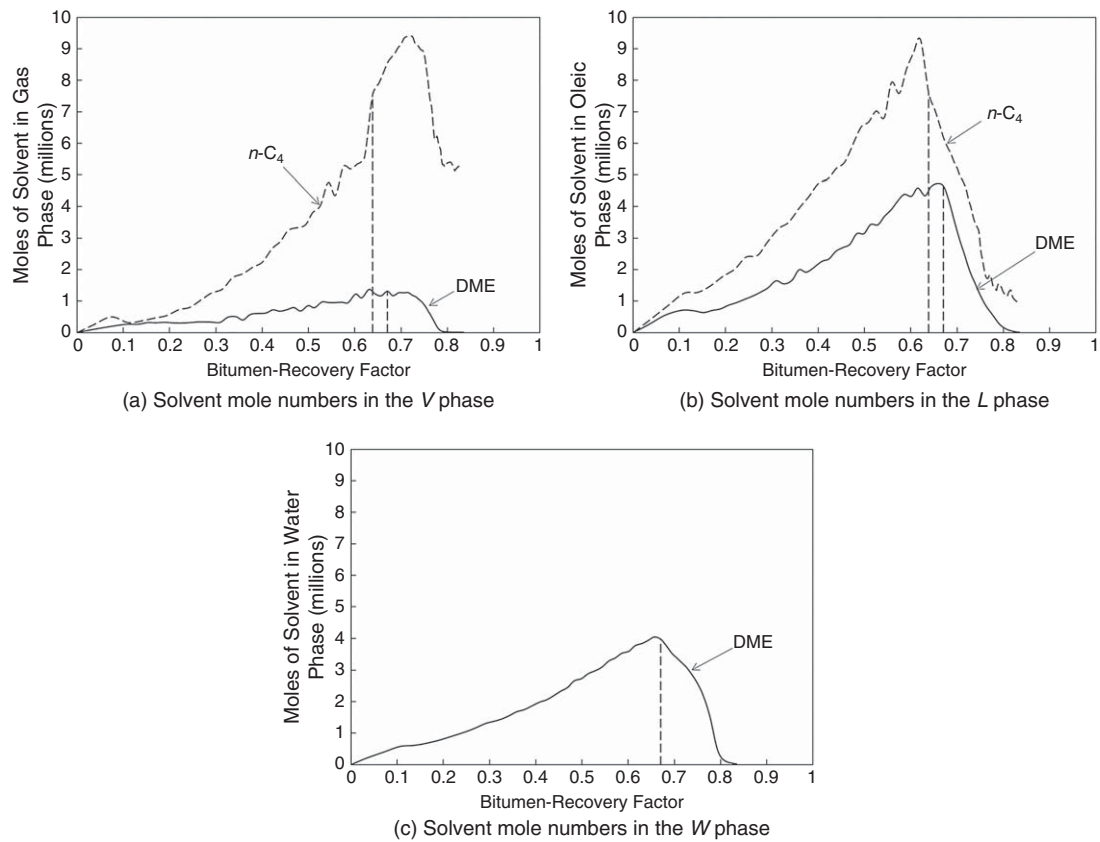 10
9
8
7
6
5
4
3
2
1
0
Moles of Solvent in Gas
Phase (millions)
n-C4
DME
0 0.1 0.2 0.3 0.4 0.5 0.6 0.7 0.8 0.9 1
Bitumen-Recovery Factor
(a) Solvent mole numbers in the V phase
10
9
8
7
6
5
4
3
2
1
0
Moles of Solvent in Oleic
Phase (millions)
n-C4
DME
0 0.1 0.2 0.3 0.4 0.5 0.6 0.7 0.8 0.9 1
Bitumen-Recovery Factor
(b) Solvent mole numbers in the L phase
10
9
8
7
6
5
4
3
2
1
0
Moles of Solvent in Water
Phase (millions)
DME
0 0.1 0.2 0.3 0.4 0.5 0.6 0.7 0.8 0.9 1
Bitumen-Recovery Factor
(c) Solvent mole numbers in the W phase